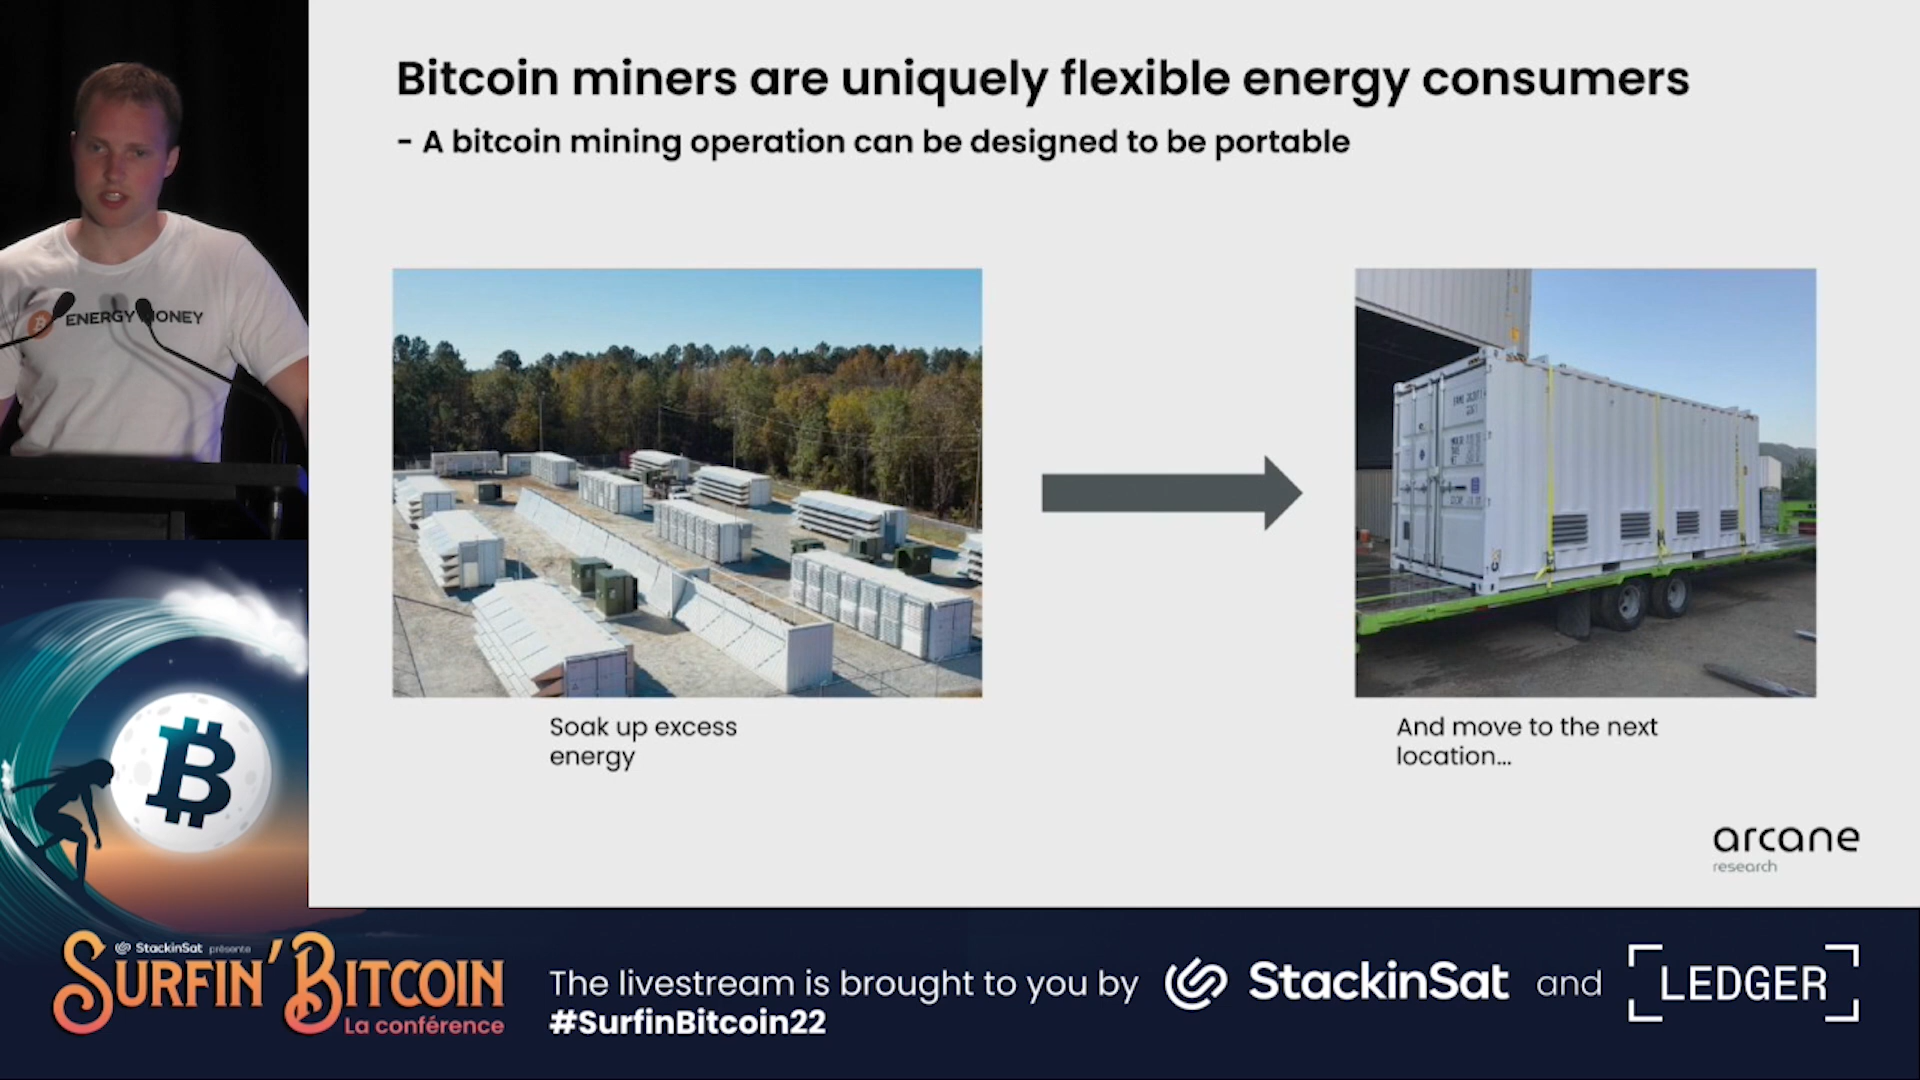 Bitcoin miners are uniquely flexible energy consumers
- A bitcoin mining operation can be designed to be portable
ENERGY MONEY
Soak up excess
energy
And move to the next
location...
arcane
research
StackinSat présente
SURFIN' BITCOIN
La conférence
The livestream is brought to you by StackinSat and LEDGER
#SurfinBitcoin22